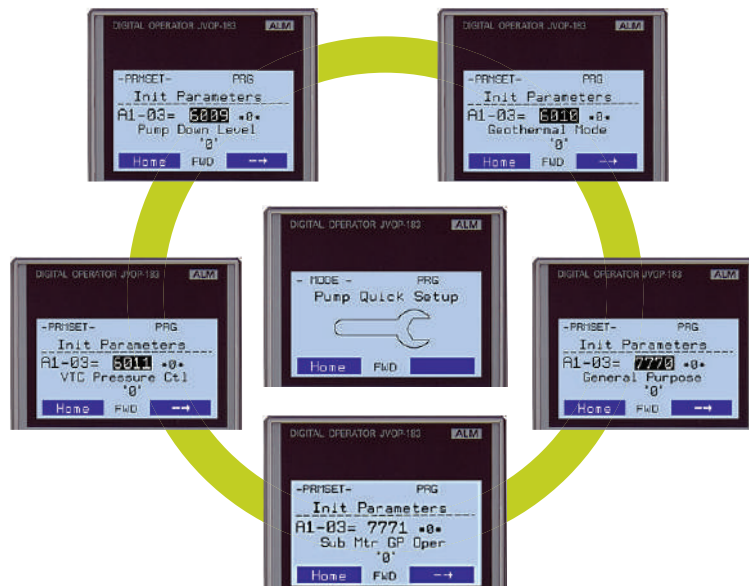 DIGITAL OPERATOR JVOP-183 ALM
-PRMSET- PRG
Init Parameters
A1-03= 6009 *0*
Pump Down Level
'0'
Home FWD →
DIGITAL OPERATOR JVOP-183 ALM
-PRMSET- PRG
Init Parameters
A1-03= 6010 *0*
Geothermal Mode
'0'
Home FWD →
DIGITAL OPERATOR JVOP-183 ALM
- MODE - PRG
Pump Quick Setup
Home FWD
DIGITAL OPERATOR JVOP-183 ALM
-PRMSET- PRG
Init Parameters
A1-03= 6011 *0*
VTC Pressure Ctl
'0'
Home FWD →
DIGITAL OPERATOR JVOP-183 ALM
-PRMSET- PRG
Init Parameters
A1-03= 7770 *0*
General Purpose
'0'
Home FWD →
DIGITAL OPERATOR JVOP-183 ALM
-PRMSET- PRG
Init Parameters
A1-03= 7771 *0*
Sub Mtr GP Oper
'0'
Home FWD →